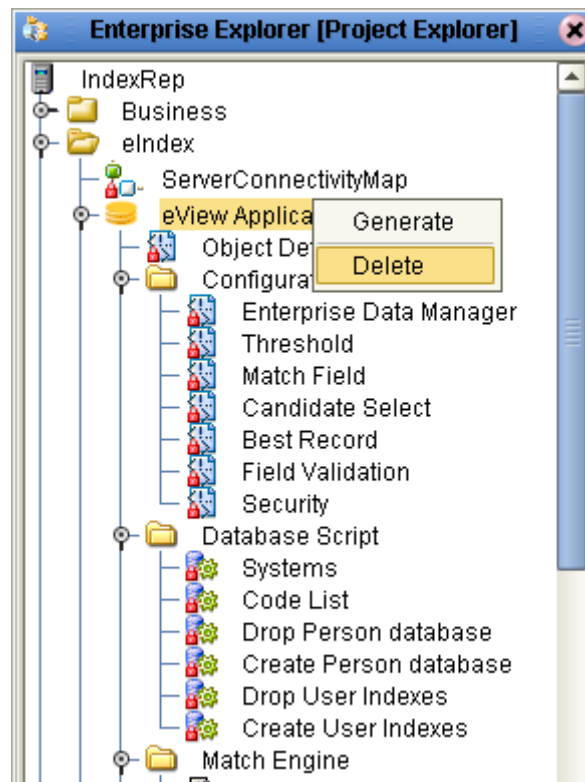 Enterprise Explorer [Project Explorer]
IndexRep
Business
eIndex
ServerConnectivityMap
eView Applica
Generate
Object De
Delete
Configurat
Enterprise Data Manager
Threshold
Match Field
Candidate Select
Best Record
Field Validation
Security
Database Script
Systems
Code List
Drop Person database
Create Person database
Drop User Indexes
Create User Indexes
Match Engine